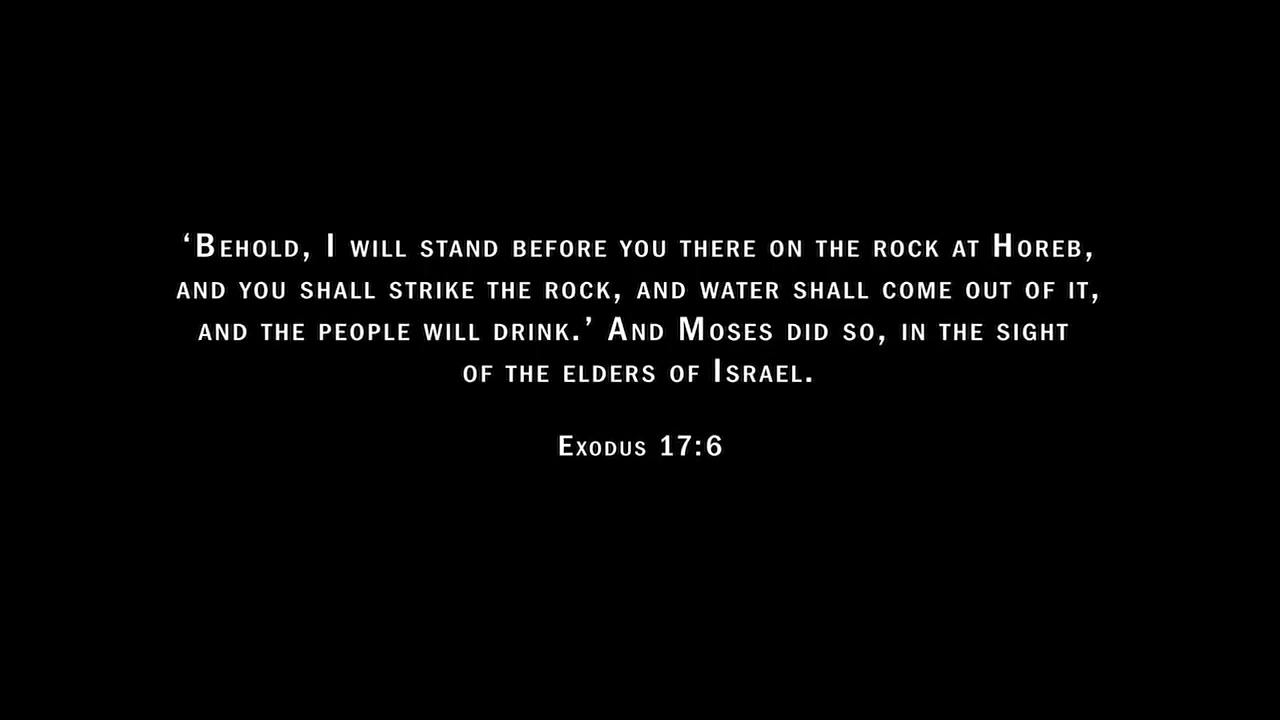 ‘Behold, I will stand before you there on the rock at Horeb,
and you shall strike the rock, and water shall come out of it,
and the people will drink.’ And Moses did so, in the sight
of the elders of Israel.
Exodus 17:6